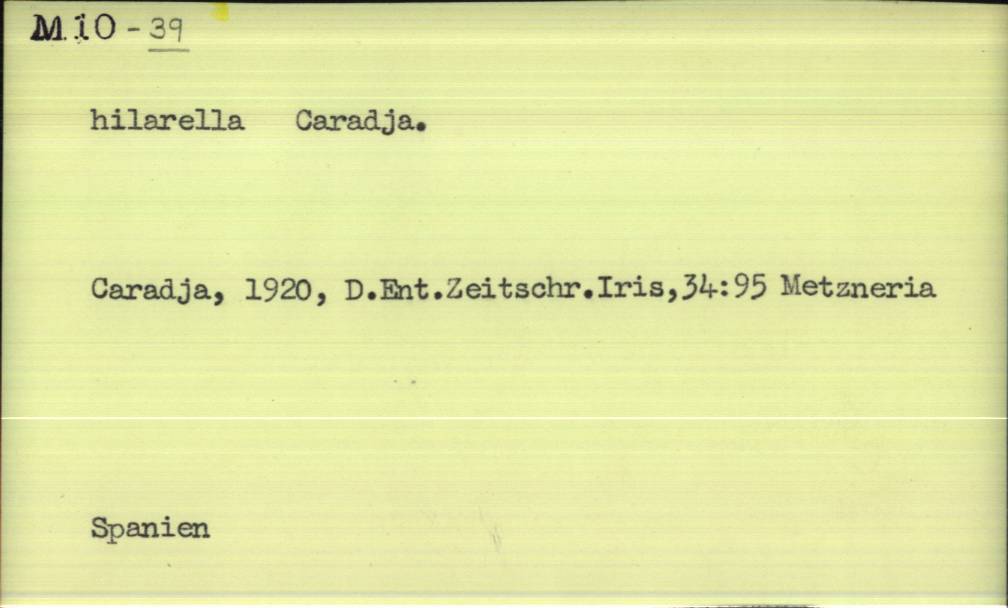 M 10 - 39
hilarella Caradja.
Caradja, 1920, D.Ent.Zeitschr.Iris,34:95 Metzneria
Spanien